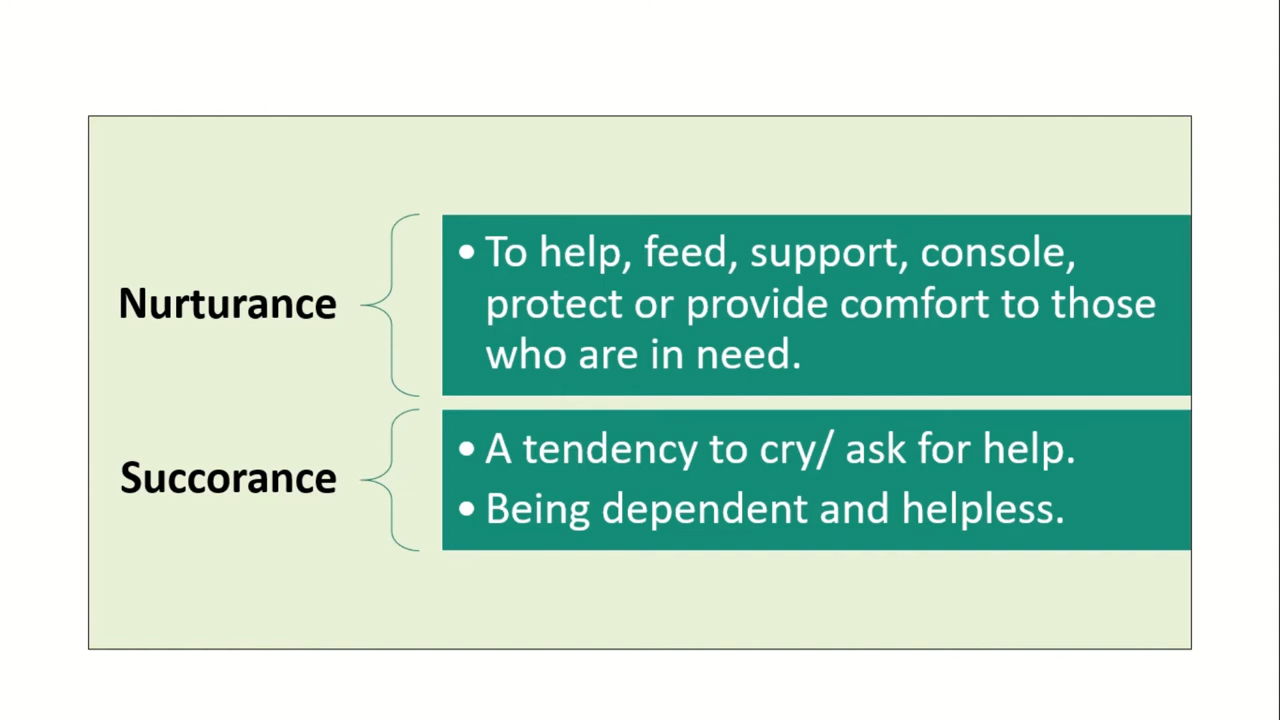 Nurturance
• To help, feed, support, console,
protect or provide comfort to those
who are in need.
Succorance
• A tendency to cry/ ask for help.
• Being dependent and helpless.